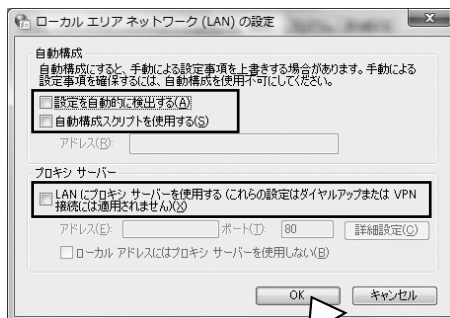 ローカル エリア ネットワーク (LAN) の設定
自動構成
自動構成にすると、手動による設定事項を上書きする場合があります。手動による
設定事項を確保するには、自動構成を使用不可にしてください。
設定を自動的に検出する(A)
自動構成スクリプトを使用する(S)
アドレス(R):
プロキシ サーバー
LAN にプロキシ サーバーを使用する (これらの設定はダイヤルアップまたは VPN
接続には適用されません)(X)
アドレス(E): ポート(T): 80 詳細設定(C)
ローカル アドレスにはプロキシ サーバーを使用しない(B)
OK キャンセル